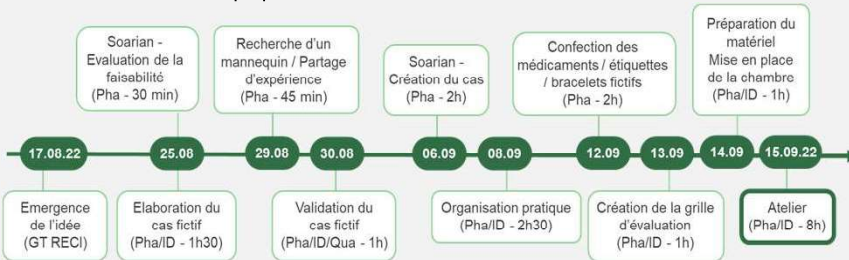 Soarian -
Evaluation de la
faisabilité
(Pha - 30 min)
Recherche d'un
mannequin / Partage
d'expérience
(Pha - 45 min)
Soarian -
Création du cas
(Pha - 2h)
Confection des
médicaments / étiquettes
/ bracelets fictifs
(Pha - 2h)
Préparation du
matériel
Mise en place
de la chambre
(Pha/ID - 1h)
17.08.22
25.08
29.08
30.08
06.09
08.09
12.09
13.09
14.09
15.09.22
Emergence
de l'idée
(GT RECI)
Elaboration du
cas fictif
(Pha/ID - 1h30)
Validation du
cas fictif
(Pha/ID/Qua - 1h)
Organisation pratique
(Pha/ID - 2h30)
Création de la grille
d'évaluation
(Pha/ID - 1h)
Atelier
(Pha/ID - 8h)